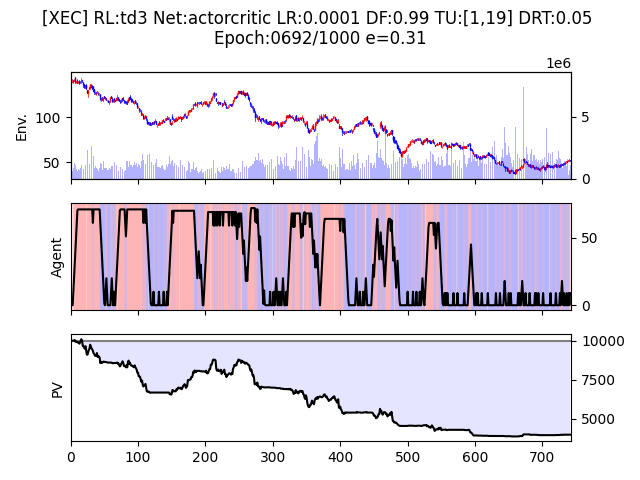 [XEC] RL:td3 Net:actorcritic LR:0.0001 DF:0.99 TU:[1,19] DRT:0.05
Epoch:0692/1000 e=0.31
1e6
Env.
100
50
5
0
Agent
50
0
PV
10000
7500
5000
0 100 200 300 400 500 600 700